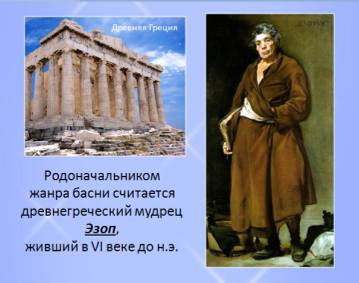 Древняя Греция
Родоначальником
жанра басни считается
древнегреческий мудрец
Эзоп,
живший в VI веке до н.э.